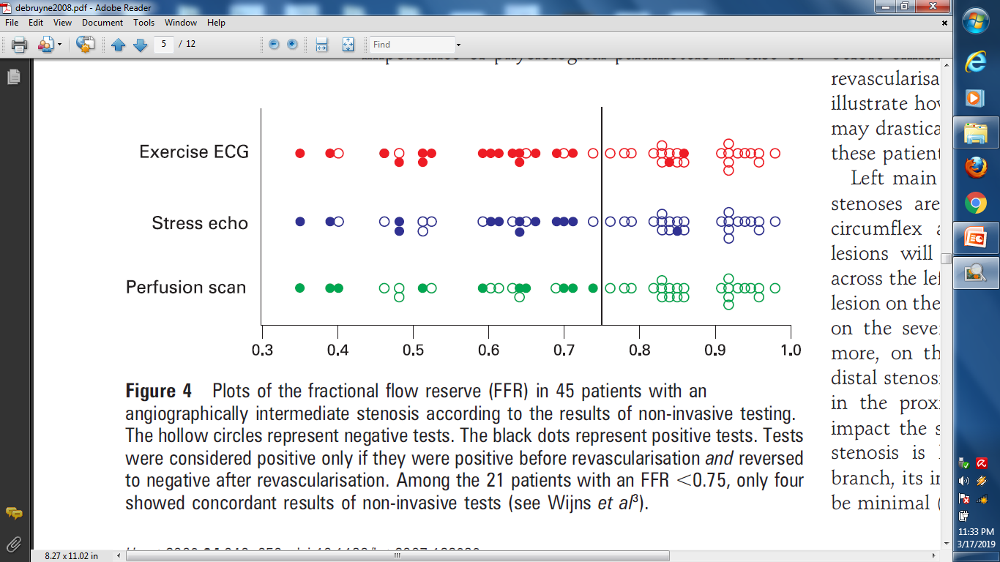 debruyne2008.pdf - Adobe Reader
File Edit View Document Tools Window Help
5 / 12 Find
revascularisa
illustrate how
may drastica
these patient
Left main
stenoses are
circumflex a
lesions will
across the lef
lesion on the
on the seve
more, on th
distal stenos
in the prox
impact the s
stenosis is
branch, its in
be minimal (
Exercise ECG
Stress echo
Perfusion scan
0.3 0.4 0.5 0.6 0.7 0.8 0.9 1.0
Figure 4 Plots of the fractional flow reserve (FFR) in 45 patients with an
angiographically intermediate stenosis according to the results of non-invasive testing.
The hollow circles represent negative tests. The black dots represent positive tests. Tests
were considered positive only if they were positive before revascularisation and reversed
to negative after revascularisation. Among the 21 patients with an FFR <0.75, only four
showed concordant results of non-invasive tests (see Wijns et al³).
8.27 x 11.02 in
11:33 PM
3/17/2019